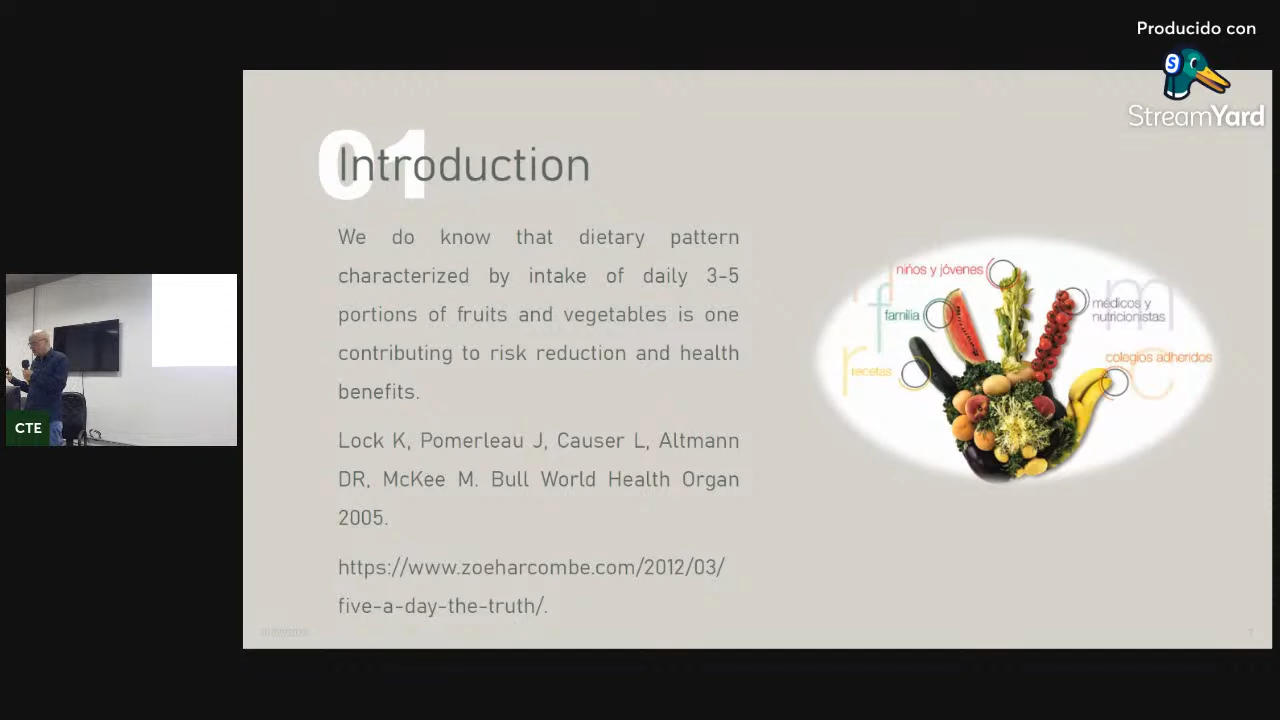 Producido con
StreamYard
01
Introduction
We do know that dietary pattern
characterized by intake of daily 3-5
portions of fruits and vegetables is one
contributing to risk reduction and health
benefits.
Lock K, Pomerleau J, Causer L, Altmann
DR, McKee M. Bull World Health Organ
2005.
https://www.zoeharcombe.com/2012/03/
five-a-day-the-truth/.
niños y jóvenes
familia
médicos y
nutricionistas
recetas
colegios adheridos
CTE